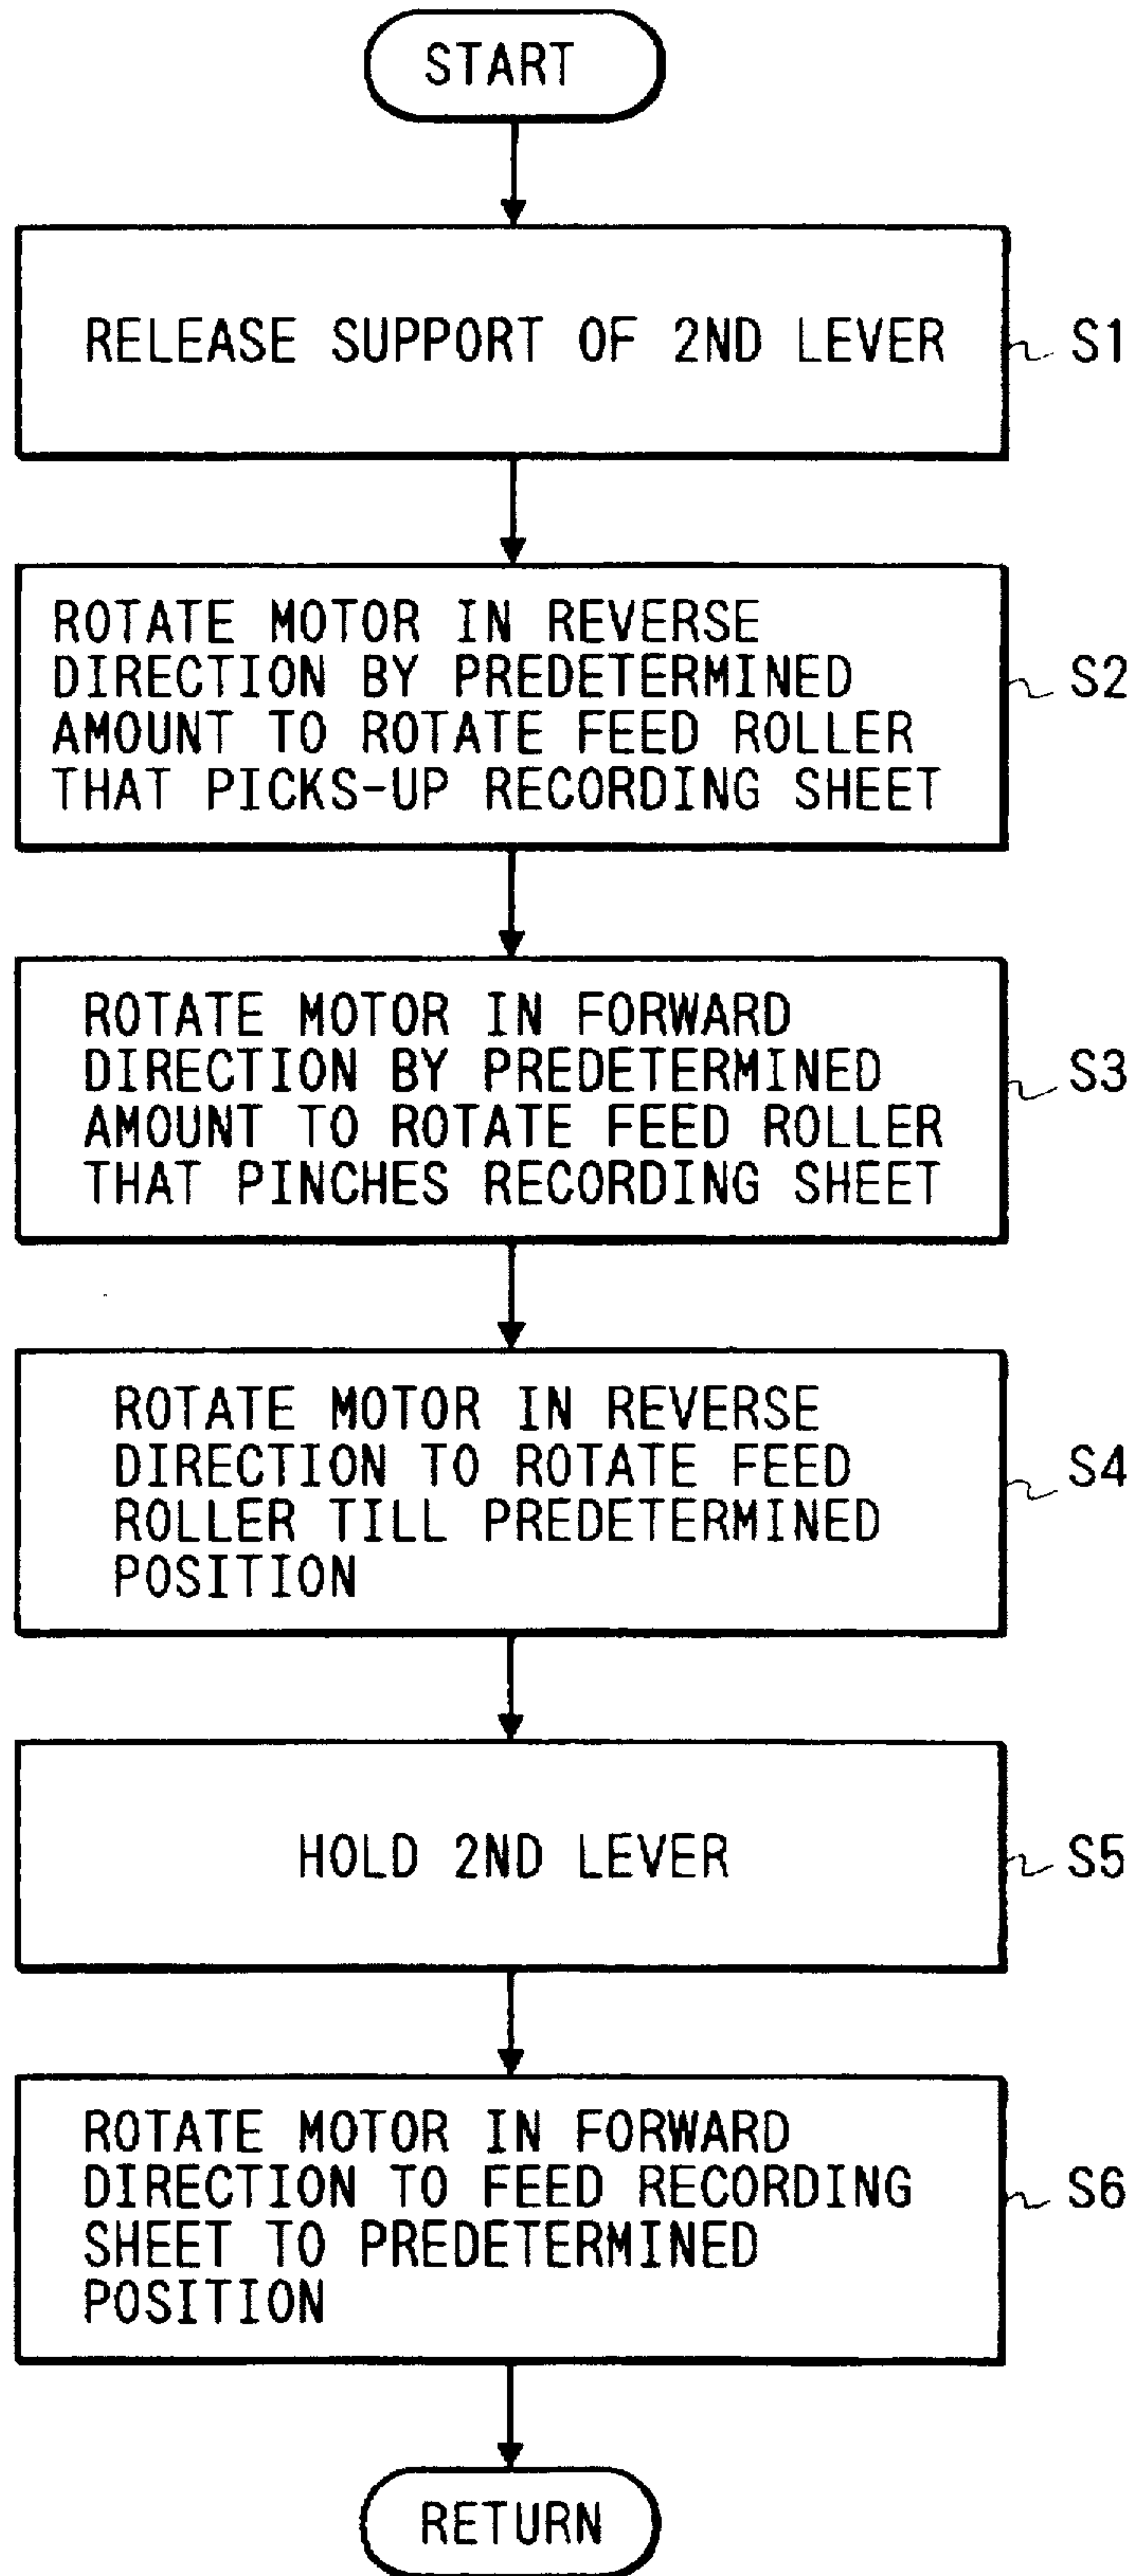 START
RELEASE SUPPORT OF 2ND LEVER
S1
ROTATE MOTOR IN REVERSE
DIRECTION BY PREDETERMINED
AMOUNT TO ROTATE FEED ROLLER
THAT PICKS-UP RECORDING SHEET
S2
ROTATE MOTOR IN FORWARD
DIRECTION BY PREDETERMINED
AMOUNT TO ROTATE FEED ROLLER
THAT PINCHES RECORDING SHEET
S3
ROTATE MOTOR IN REVERSE
DIRECTION TO ROTATE FEED
ROLLER TILL PREDETERMINED
POSITION
S4
HOLD 2ND LEVER
S5
ROTATE MOTOR IN FORWARD
DIRECTION TO FEED RECORDING
SHEET TO PREDETERMINED
POSITION
S6
RETURN